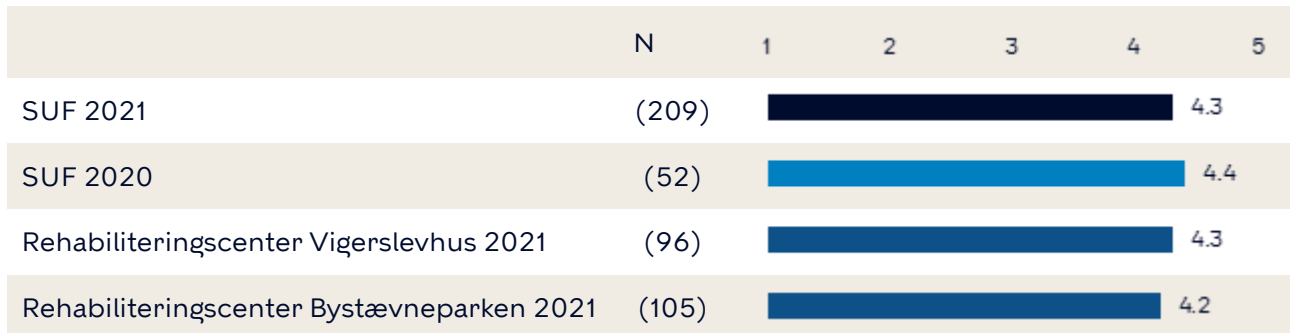 N 1 2 3 4 5
SUF 2021 (209) 4.3
SUF 2020 (52) 4.4
Rehabiliteringscenter Vigerslevhus 2021 (96) 4.3
Rehabiliteringscenter Bystævneparken 2021 (105) 4.2